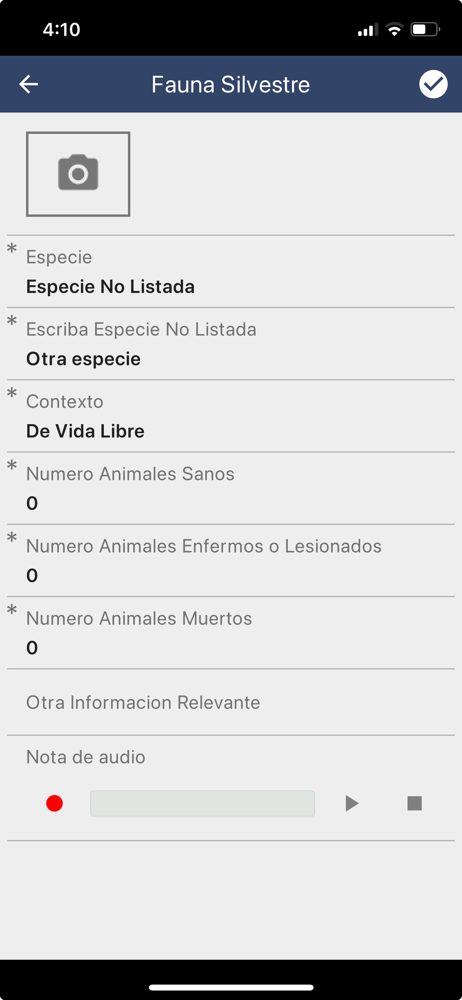 4:10
Fauna Silvestre
* Especie
Especie No Listada
* Escriba Especie No Listada
Otra especie
* Contexto
De Vida Libre
* Numero Animales Sanos
0
* Numero Animales Enfermos o Lesionados
0
* Numero Animales Muertos
0
Otra Informacion Relevante
Nota de audio